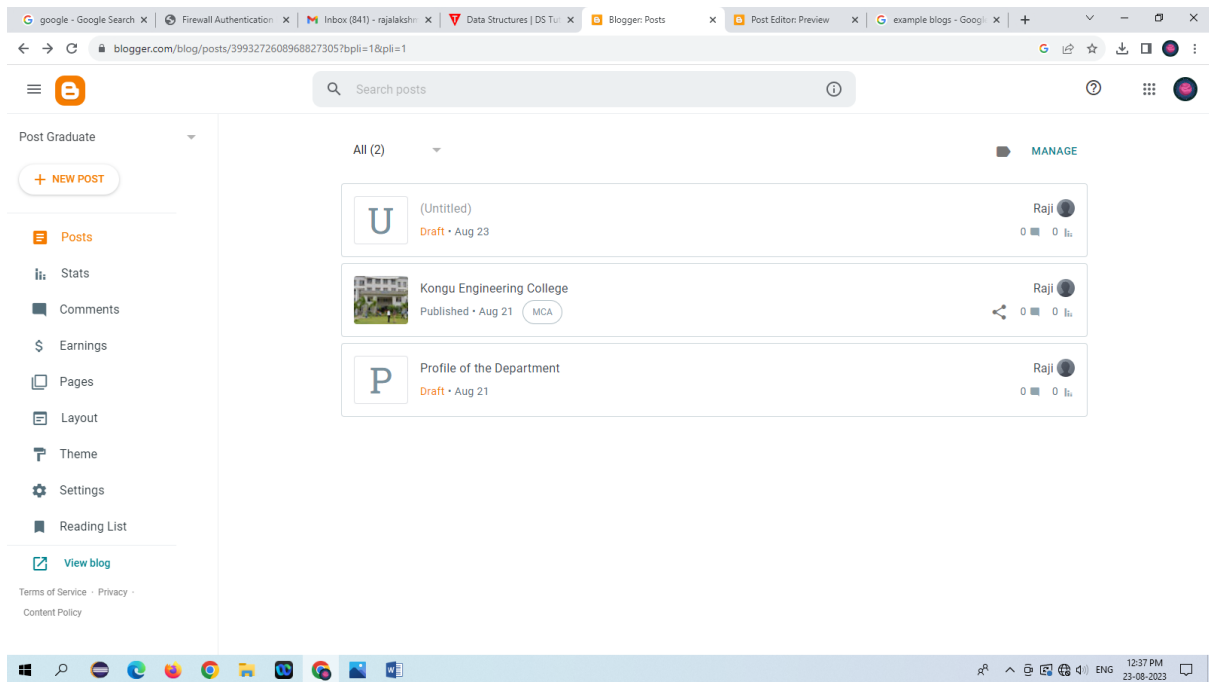 google - Google Search
Firewall Authentication
Inbox (841) - rajalakshn
Data Structures | DS Tut
Blogger: Posts
Post Editor: Preview
example blogs - Googl
blogger.com/blog/posts/3993272608968827305?bpli=1&pli=1
Search posts
Post Graduate
All (2)
MANAGE
+ NEW POST
U
(Untitled)
Raji
Draft • Aug 23
0 0
Posts
Stats
Comments
Earnings
Pages
Layout
Theme
Settings
Reading List
View blog
Terms of Service · Privacy ·
Content Policy
Kongu Engineering College
Raji
Published • Aug 21 MCA
0 0
P
Profile of the Department
Raji
Draft • Aug 21
0 0
ENG
12:37 PM
23-08-2023